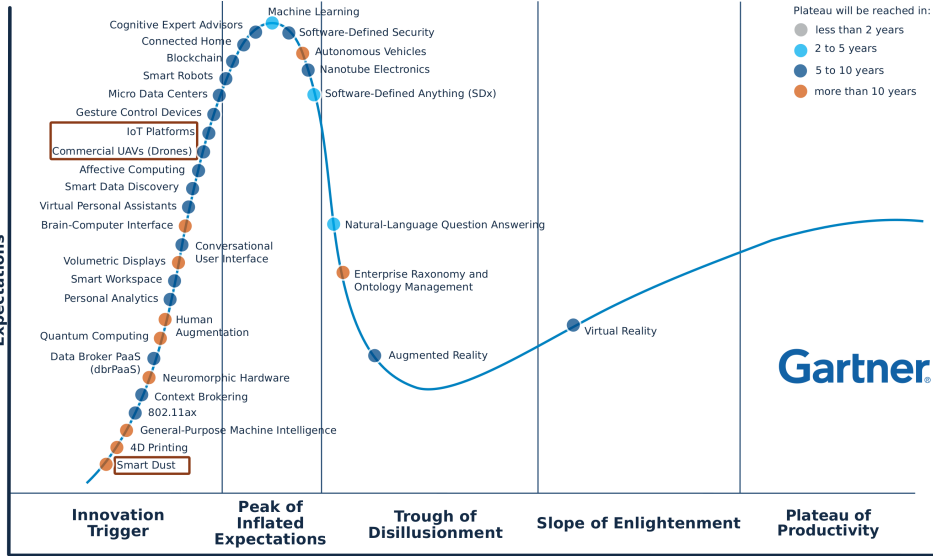 Machine Learning
Cognitive Expert Advisors
Software-Defined Security
Connected Home
Autonomous Vehicles
Blockchain
Nanotube Electronics
Smart Robots
Micro Data Centers
Software-Defined Anything (SDx)
Gesture Control Devices
IoT Platforms
Commercial UAVs (Drones)
Affective Computing
Smart Data Discovery
Virtual Personal Assistants
Brain-Computer Interface
Natural-Language Question Answering
Conversational
User Interface
Volumetric Displays
Enterprise Raxonomy and
Ontology Management
Smart Workspace
Personal Analytics
Human
Augmentation
Virtual Reality
Quantum Computing
Augmented Reality
Data Broker PaaS
(dbrPaaS)
Neuromorphic Hardware
Context Brokering
802.11ax
General-Purpose Machine Intelligence
4D Printing
Smart Dust
Plateau will be reached in:
less than 2 years
2 to 5 years
5 to 10 years
more than 10 years
Expectations
Gartner®
Innovation
Trigger
Peak of
Inflated
Expectations
Trough of
Disillusionment
Slope of Enlightenment
Plateau of
Productivity